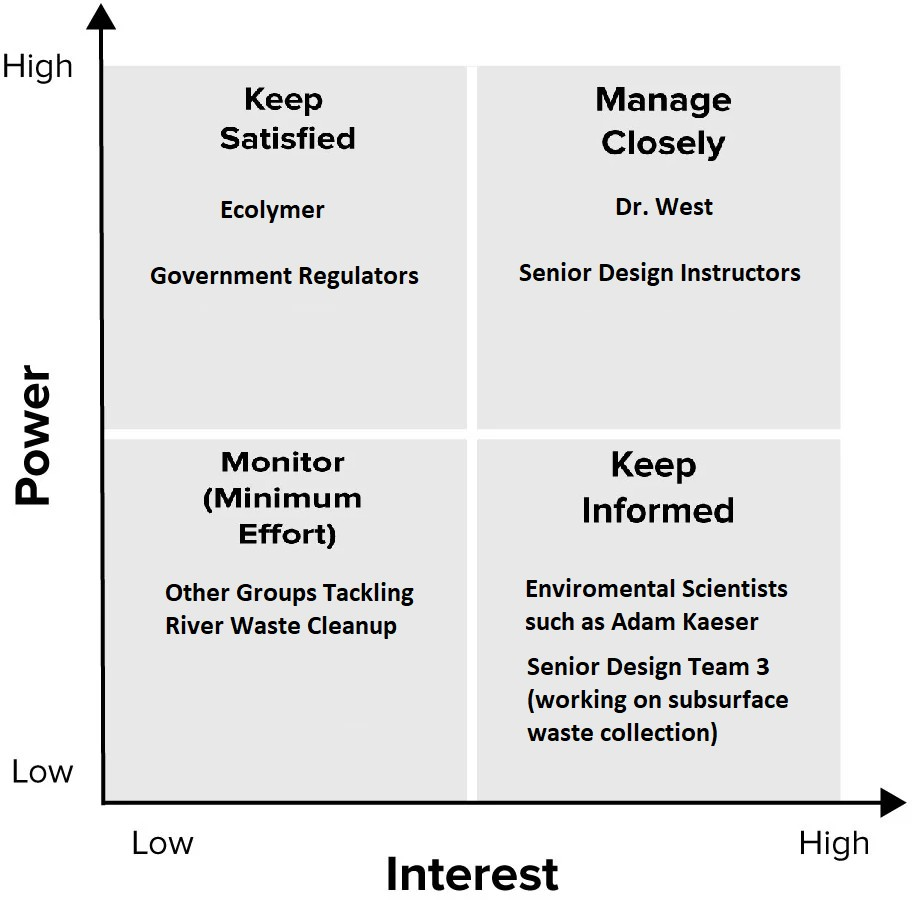 High
Keep
Satisfied
Ecolymer
Government Regulators
Manage
Closely
Dr. West
Senior Design Instructors
Power
Monitor
(Minimum
Effort)
Other Groups Tackling
River Waste Cleanup
Keep
Informed
Enviromental Scientists
such as Adam Kaeser
Senior Design Team 3
(working on subsurface
waste collection)
Low
Low
High
Interest